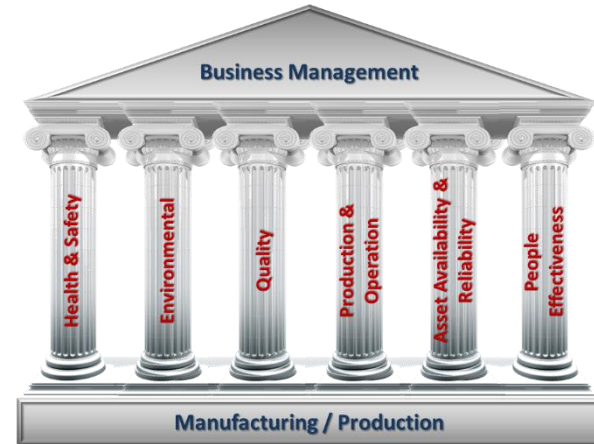 Business Management
Health & Safety
Environmental
Quality
Production &
Operation
Asset Availability &
Reliability
People
Effectiveness
Manufacturing / Production